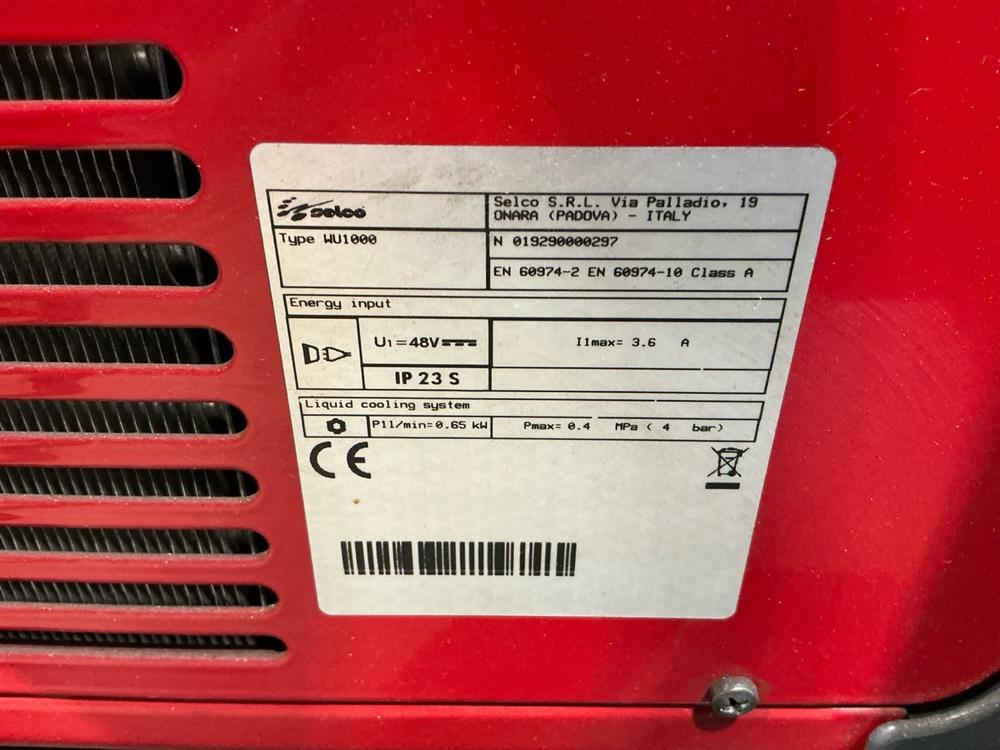 selco
Selco S.R.L. Via Palladio, 19
ONARA (PADOVA) - ITALY
Type WU1000
N 019290000297
EN 60974-2 EN 60974-10 Class A
Energy input
U1=48V
I1max= 3.6 A
IP 23 S
Liquid cooling system
P1l/min=0.65 kW
Pmax= 0.4 MPa ( 4 bar)
CE